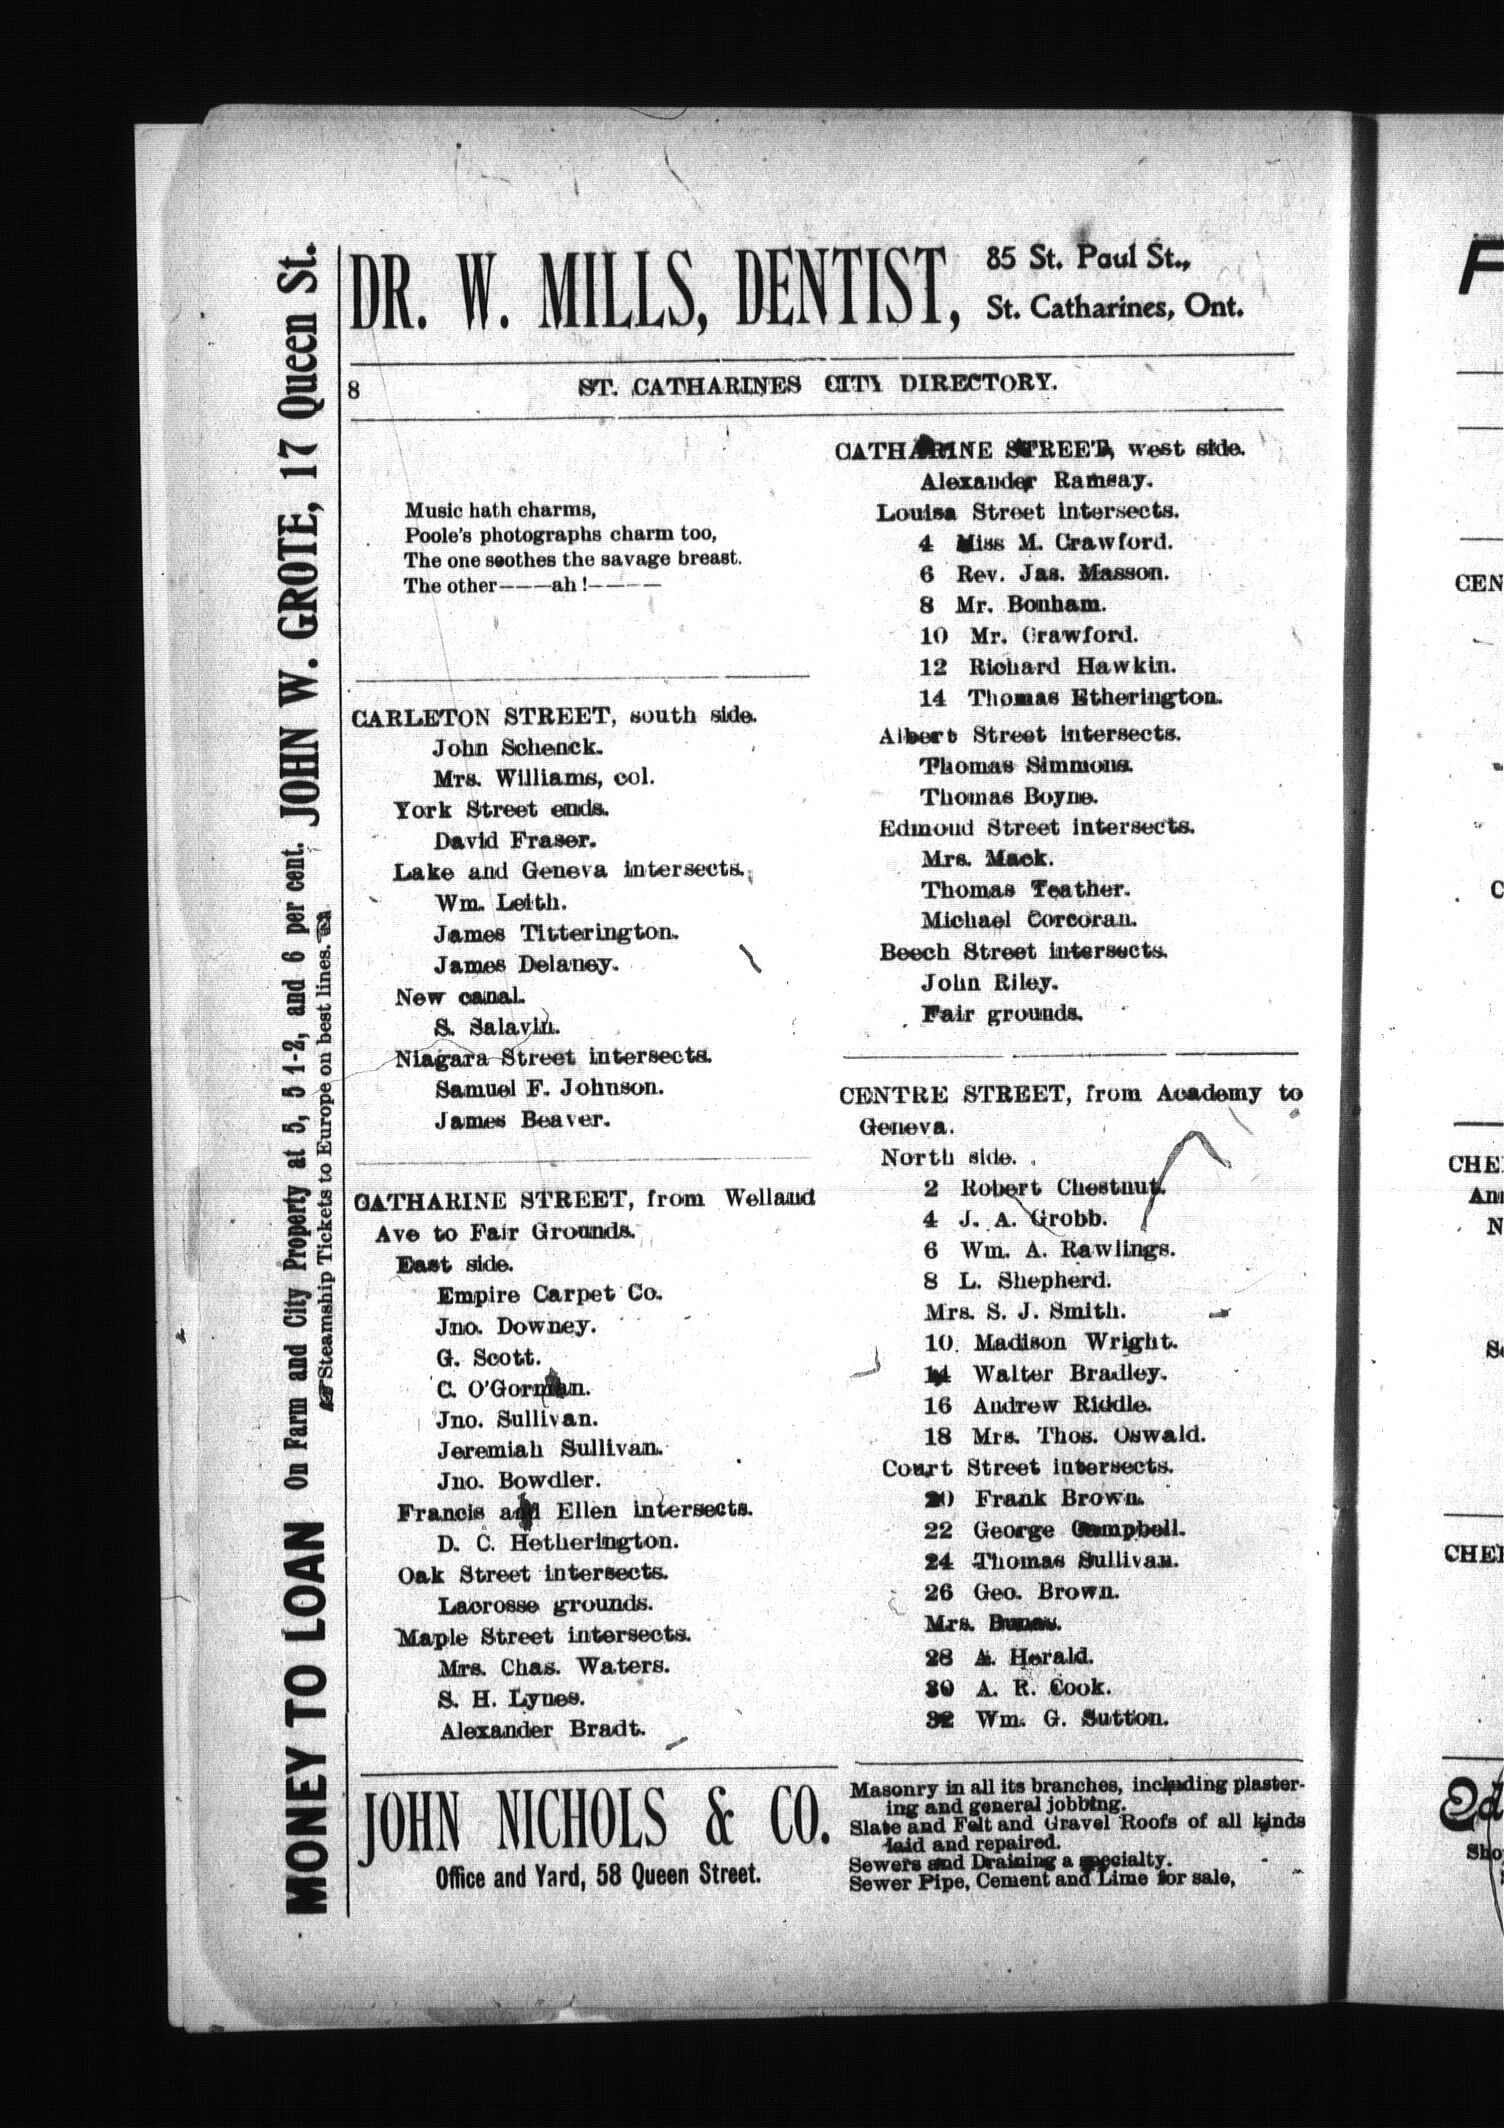 DR. W. MILLS, DENTIST, 85 St. Paul St.,
St. Catharines, Ont.
8 ST. CATHARINES CITY DIRECTORY.
Music hath charms,
Poole's photographs charm too,
The one soothes the savage breast.
The other———ah !————
CARLETON STREET, south side.
John Schenck.
Mrs. Williams, col.
York Street ends.
David Fraser.
Lake and Geneva intersects.
Wm. Leith.
James Titterington.
James Delaney.
New canal.
S. Salavin.
Niagara Street intersects.
Samuel F. Johnson.
James Beaver.
CATHARINE STREET, from Welland
Ave to Fair Grounds.
East side.
Empire Carpet Co.
Jno. Downey.
G. Scott.
C. O'Gorman.
Jno. Sullivan.
Jeremiah Sullivan.
Jno. Bowdler.
Francis and Ellen intersects.
D. C. Hetherington.
Oak Street intersects.
Lacrosse grounds.
Maple Street intersects.
Mrs. Chas. Waters.
S. H. Lynes.
Alexander Bradt.
CATHARINE STREET, west side.
Alexander Ramsay.
Louisa Street intersects.
4 Miss M. Crawford.
6 Rev. Jas. Masson.
8 Mr. Bonham.
10 Mr. Crawford.
12 Richard Hawkin.
14 Thomas Etherington.
Albert Street intersects.
Thomas Simmons.
Thomas Boyne.
Edmond Street intersects.
Mrs. Mack.
Thomas Teather.
Michael Corcoran.
Beech Street intersects.
John Riley.
Fair grounds.
CENTRE STREET, from Academy to
Geneva.
North side.
2 Robert Chestnut.
4 J. A. Grobb.
6 Wm. A. Rawlings.
8 L. Shepherd.
Mrs. S. J. Smith.
10 Madison Wright.
14 Walter Bradley.
16 Andrew Riddle.
18 Mrs. Thos. Oswald.
Court Street intersects.
20 Frank Brown.
22 George Campbell.
24 Thomas Sullivan.
26 Geo. Brown.
Mrs.
28 A. Herald.
30 A. R. Cook.
32 Wm. G. Sutton.
JOHN NICHOLS & CO.
Office and Yard, 58 Queen Street.
Masonry in all its branches, including plaster-
ing and general jobbing.
Slate and Felt and Gravel Roofs of all kinds
laid and repaired.
Sewers and Draining a specialty.
Sewer Pipe, Cement and Lime for sale,
MONEY TO LOAN On Farm and City Property at 5, 5 1-2, and 6 per cent. JOHN W. GROTE, 17 Queen St.
Steamship Tickets to Europe on best lines.
CEN
CHE
N
CHE